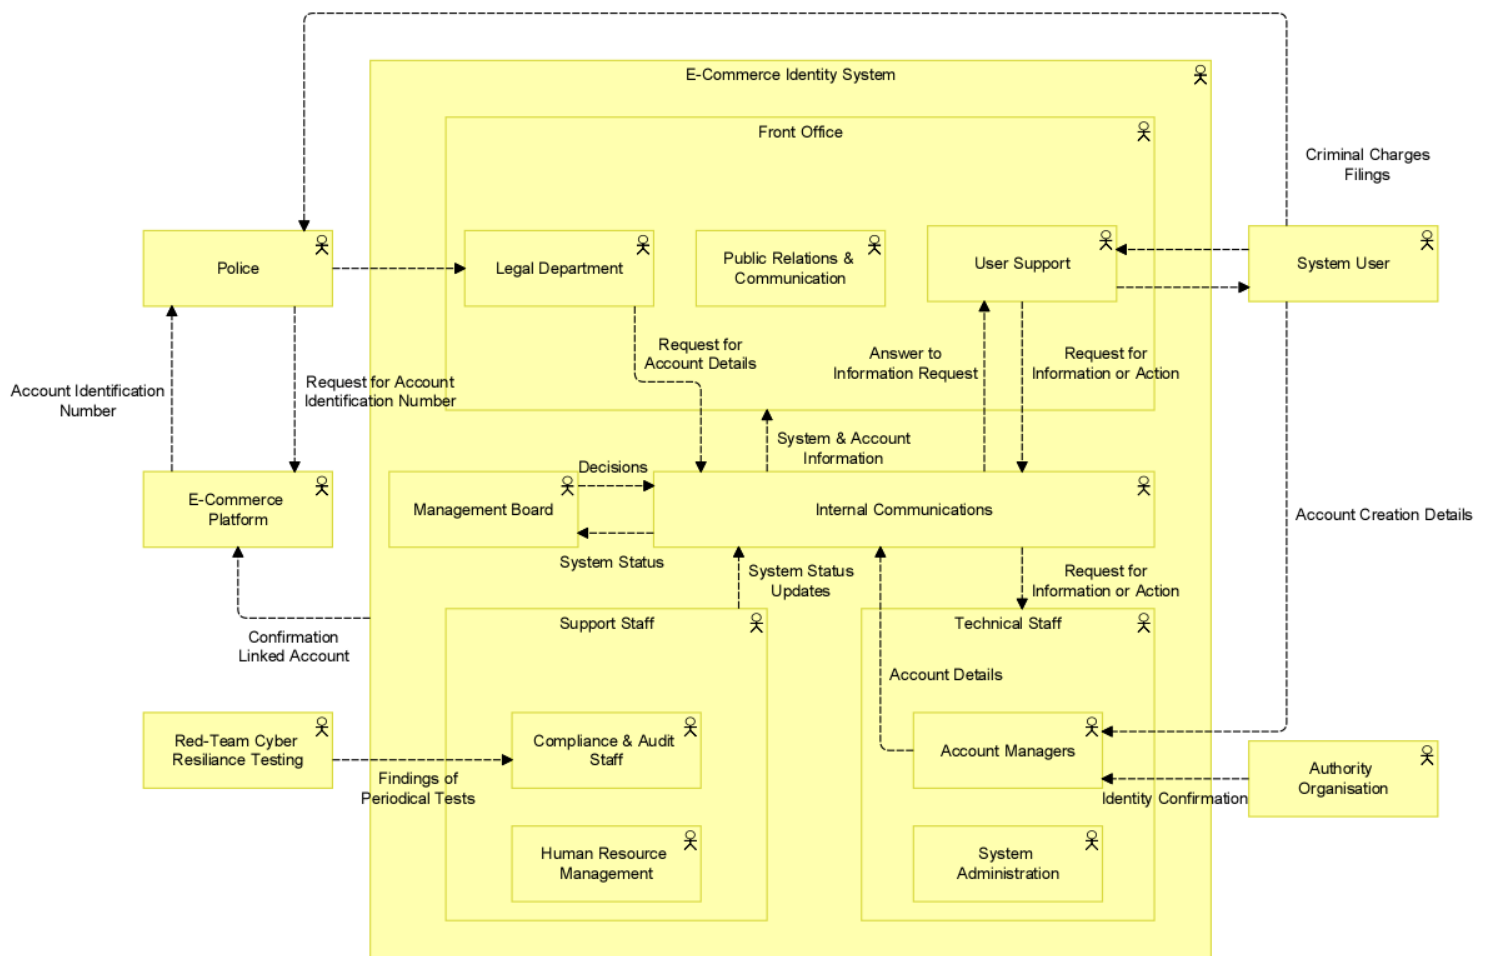 E-Commerce Identity System
Front Office
Criminal Charges
Filings
Police
Legal Department
Public Relations &
Communication
User Support
System User
Request for
Account Details
Answer to
Information Request
Request for
Information or Action
Account Identification
Number
Request for Account
Identification Number
System & Account
Information
Decisions
E-Commerce
Platform
Management Board
Internal Communications
Account Creation Details
System Status
System Status
Updates
Request for
Information or Action
Support Staff
Technical Staff
Confirmation
Linked Account
Account Details
Red-Team Cyber
Resiliance Testing
Compliance & Audit
Staff
Account Managers
Authority
Organisation
Findings of
Periodical Tests
Identity Confirmation
Human Resource
Management
System
Administration